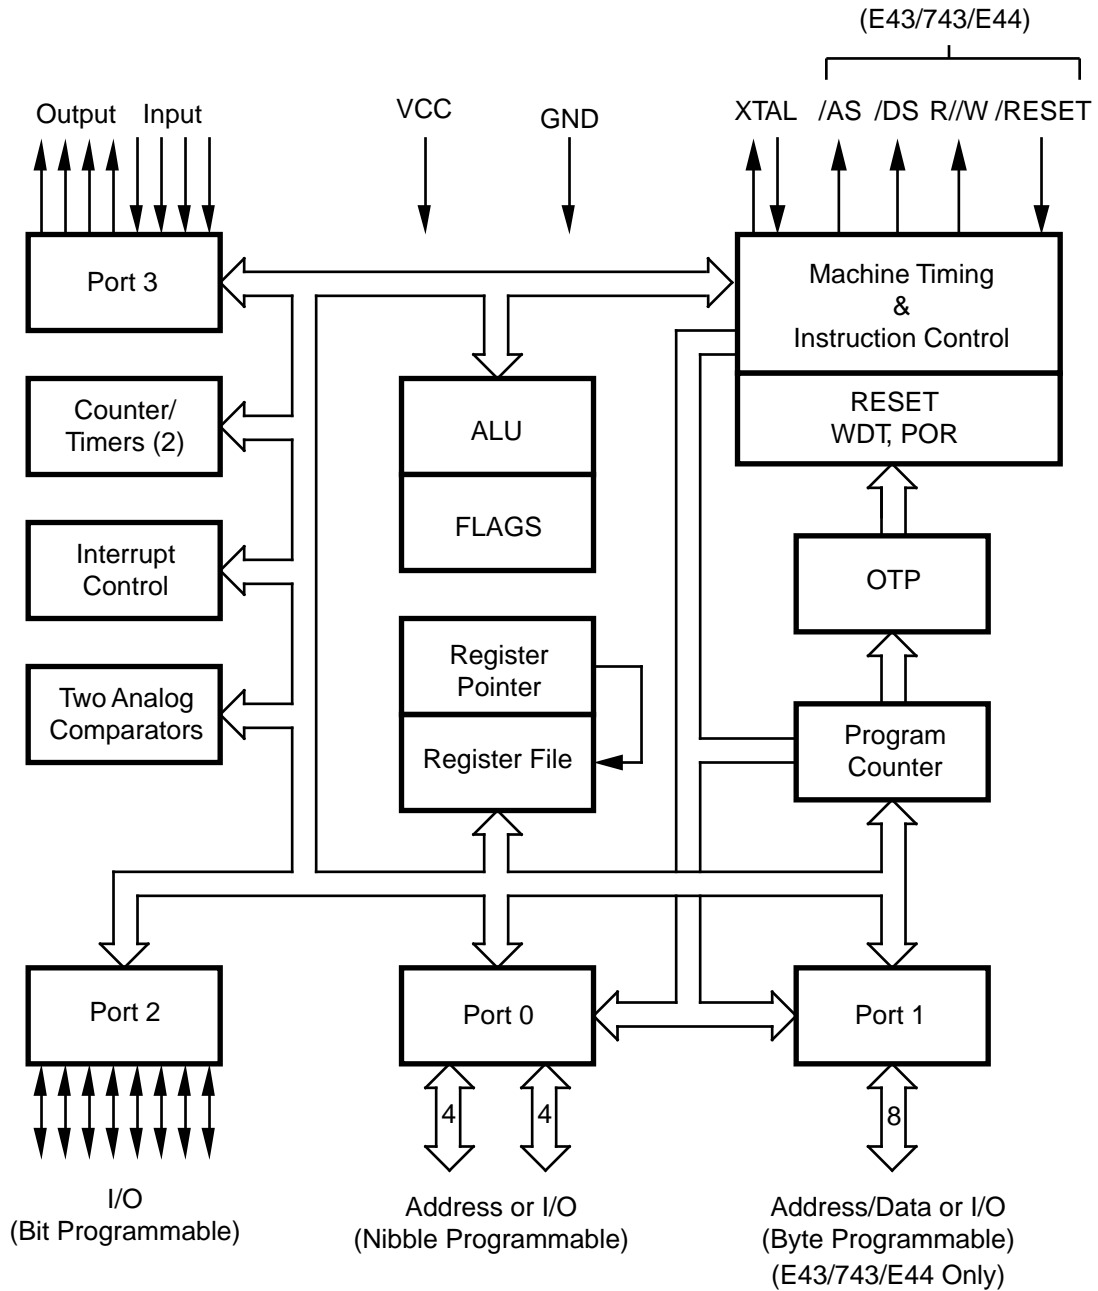 (E43/743/E44)
Output Input VCC GND XTAL /AS /DS R//W /RESET
Port 3
Machine Timing
&
Instruction Control
Counter/
Timers (2)
ALU
RESET
WDT, POR
FLAGS
Interrupt
Control
OTP
Register
Pointer
Two Analog
Comparators
Register File
Program
Counter
Port 2
Port 0
Port 1
4 4 8
I/O
(Bit Programmable)
Address or I/O
(Nibble Programmable)
Address/Data or I/O
(Byte Programmable)
(E43/743/E44 Only)